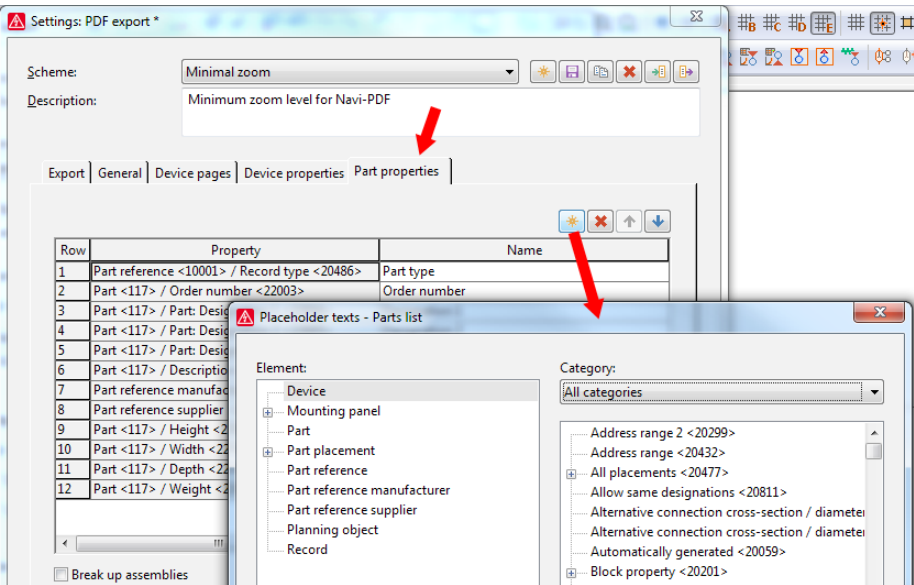 Settings: PDF export *
Scheme:
Minimal zoom
Description:
Minimum zoom level for Navi-PDF
Export General Device pages Device properties Part properties
Row Property Name
1 Part reference <10001> / Record type <20486> Part type
2 Part <117> / Order number <22003> Order number
3 Part <117> / Part: Desig
4 Part <117> / Part: Desig
5 Part <117> / Part: Desig
6 Part <117> / Descriptio
7 Part reference manufac
8 Part reference supplier
9 Part <117> / Height <2
10 Part <117> / Width <22
11 Part <117> / Depth <22
12 Part <117> / Weight <2
Break up assemblies
Placeholder texts - Parts list
Element:
Device
Mounting panel
Part
Part placement
Part reference
Part reference manufacturer
Part reference supplier
Planning object
Record
Category:
All categories
Address range 2 <20299>
Address range <20432>
All placements <20477>
Allow same designations <20811>
Alternative connection cross-section / diameter
Alternative connection cross-section / diameter
Automatically generated <20059>
Block property <20201>